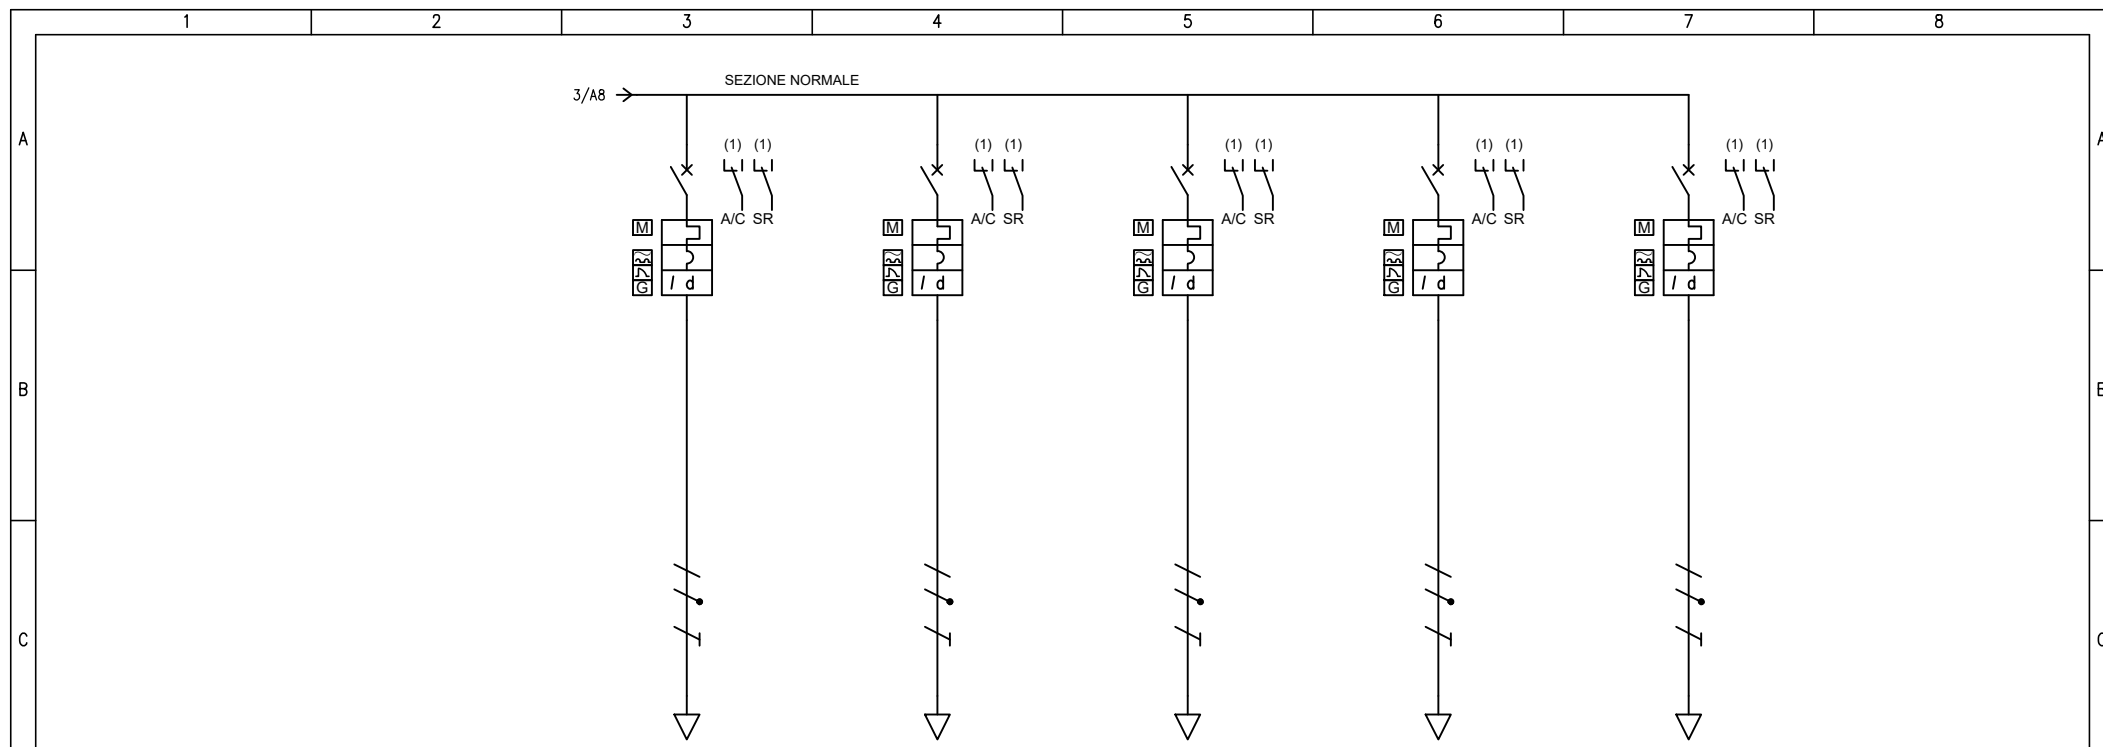 1 2 3 4 5 6 7 8
SEZIONE NORMALE
3/A8
A A
(1) (1) (1) (1) (1) (1) (1) (1) (1) (1)
A/C SR A/C SR A/C SR A/C SR A/C SR
M M M M M
G I d G I d G I d G I d G I d
B B
C C